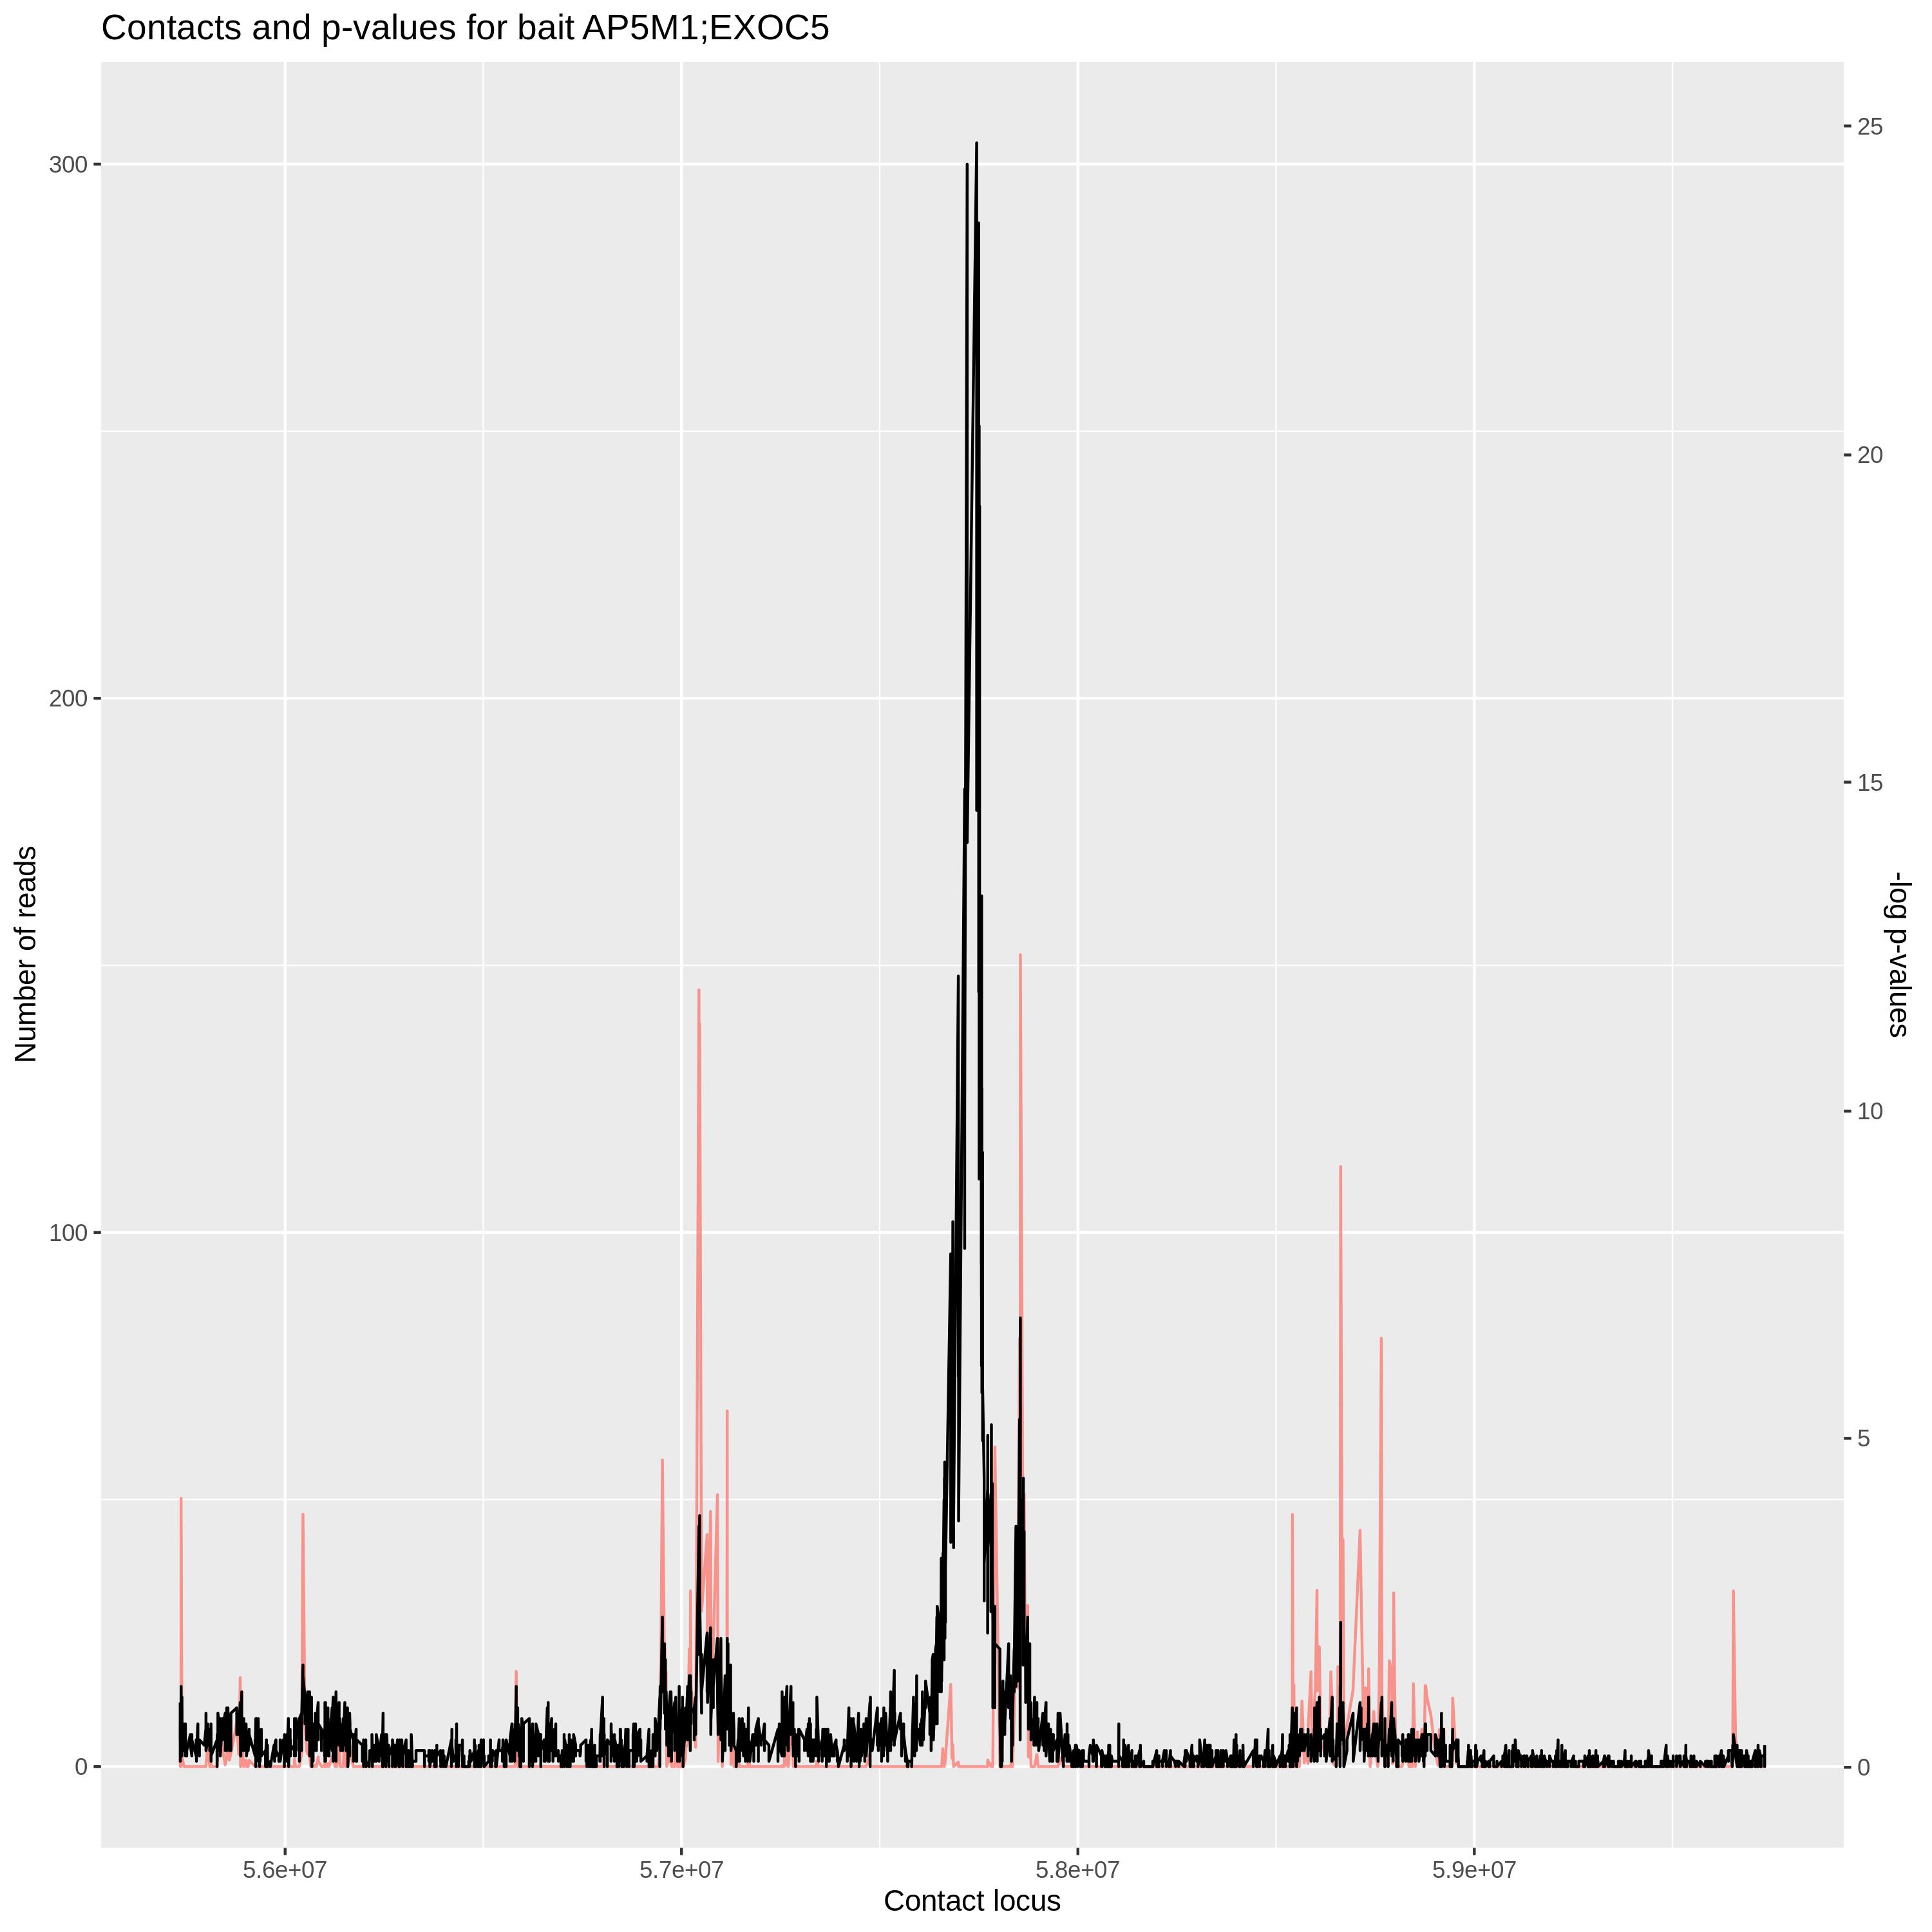 Contacts and p-values for bait AP5M1;EXOC5
300
200
100
0
Number of reads
25
20
15
10
5
0
-log p-values
5.6e+07 5.7e+07 5.8e+07 5.9e+07
Contact locus